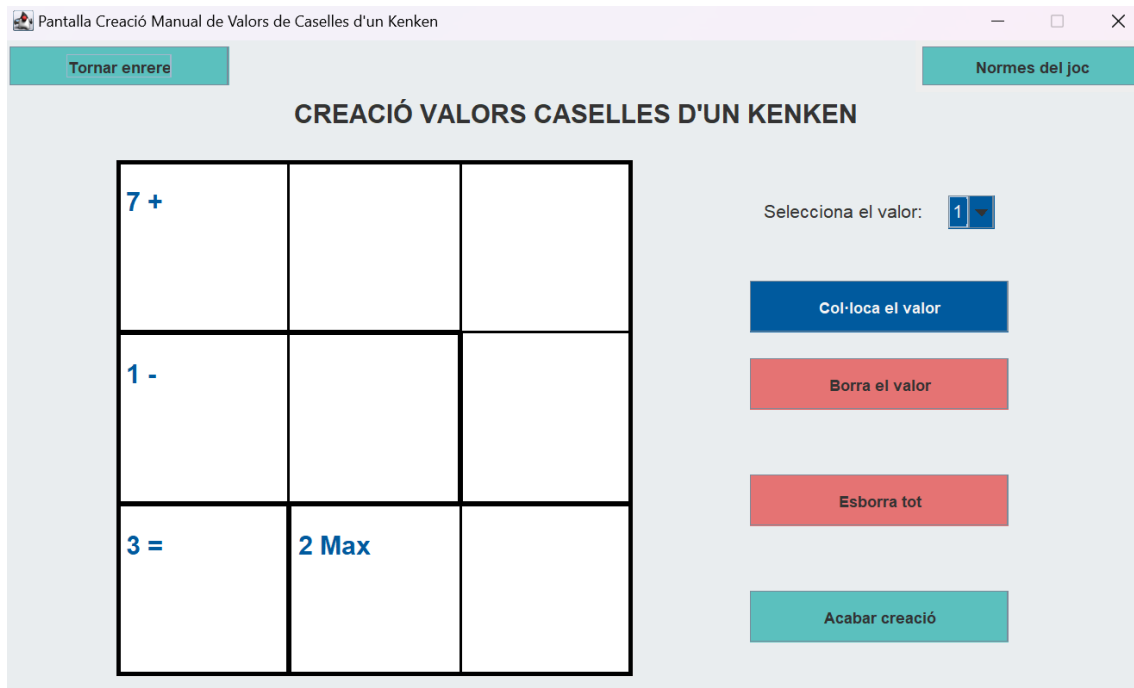 Pantalla Creació Manual de Valors de Caselles d'un Kenken
Tornar enrere
Normes del joc
CREACIÓ VALORS CASELLES D'UN KENKEN
7 +
Selecciona el valor: 1
Col·loca el valor
1 -
Borra el valor
Esborra tot
3 =
2 Max
Acabar creació